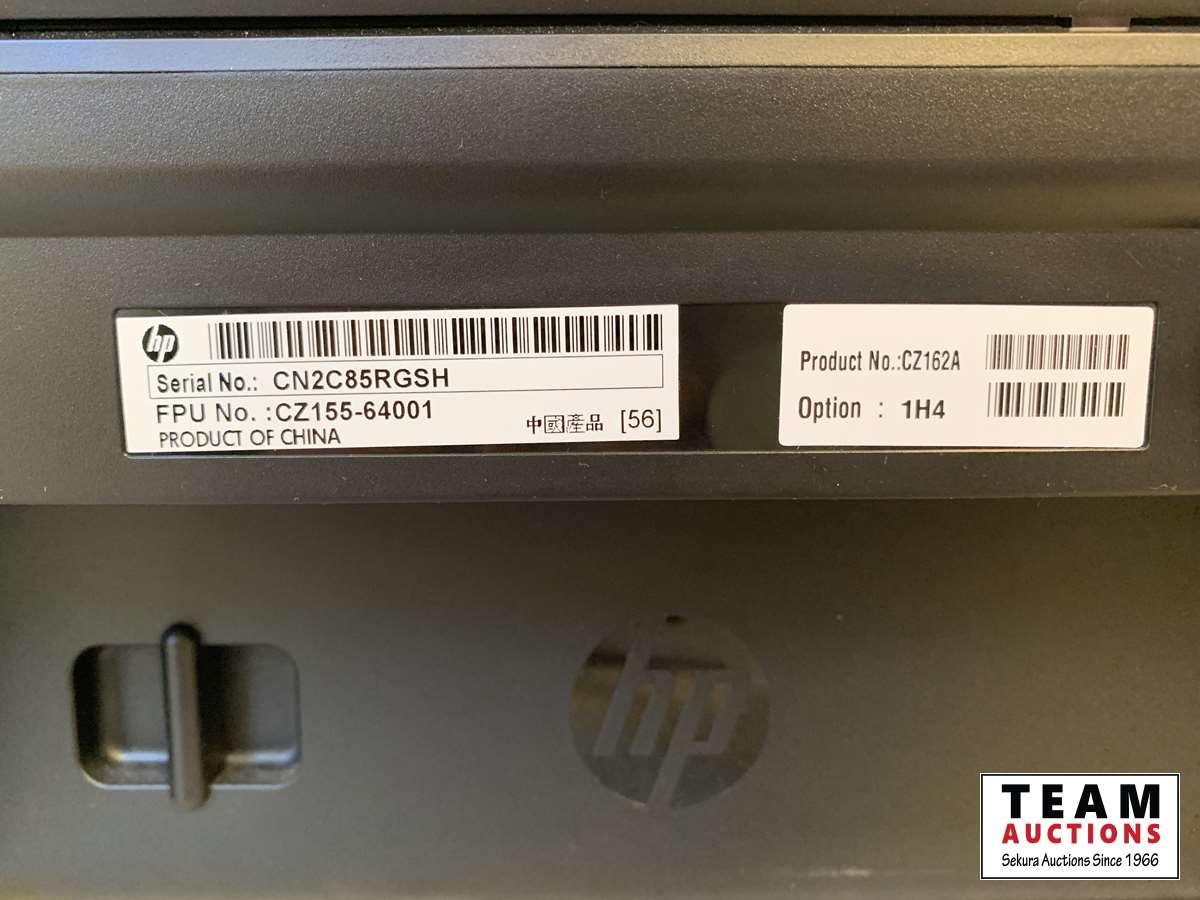 hp
Serial No.: CN2C85RGSH
FPU No. :CZ155-64001
PRODUCT OF CHINA
中國產品 [56]
Product No.:CZ162A
Option : 1H4
hp
TEAM
AUCTIONS
Sekura Auctions Since 1966